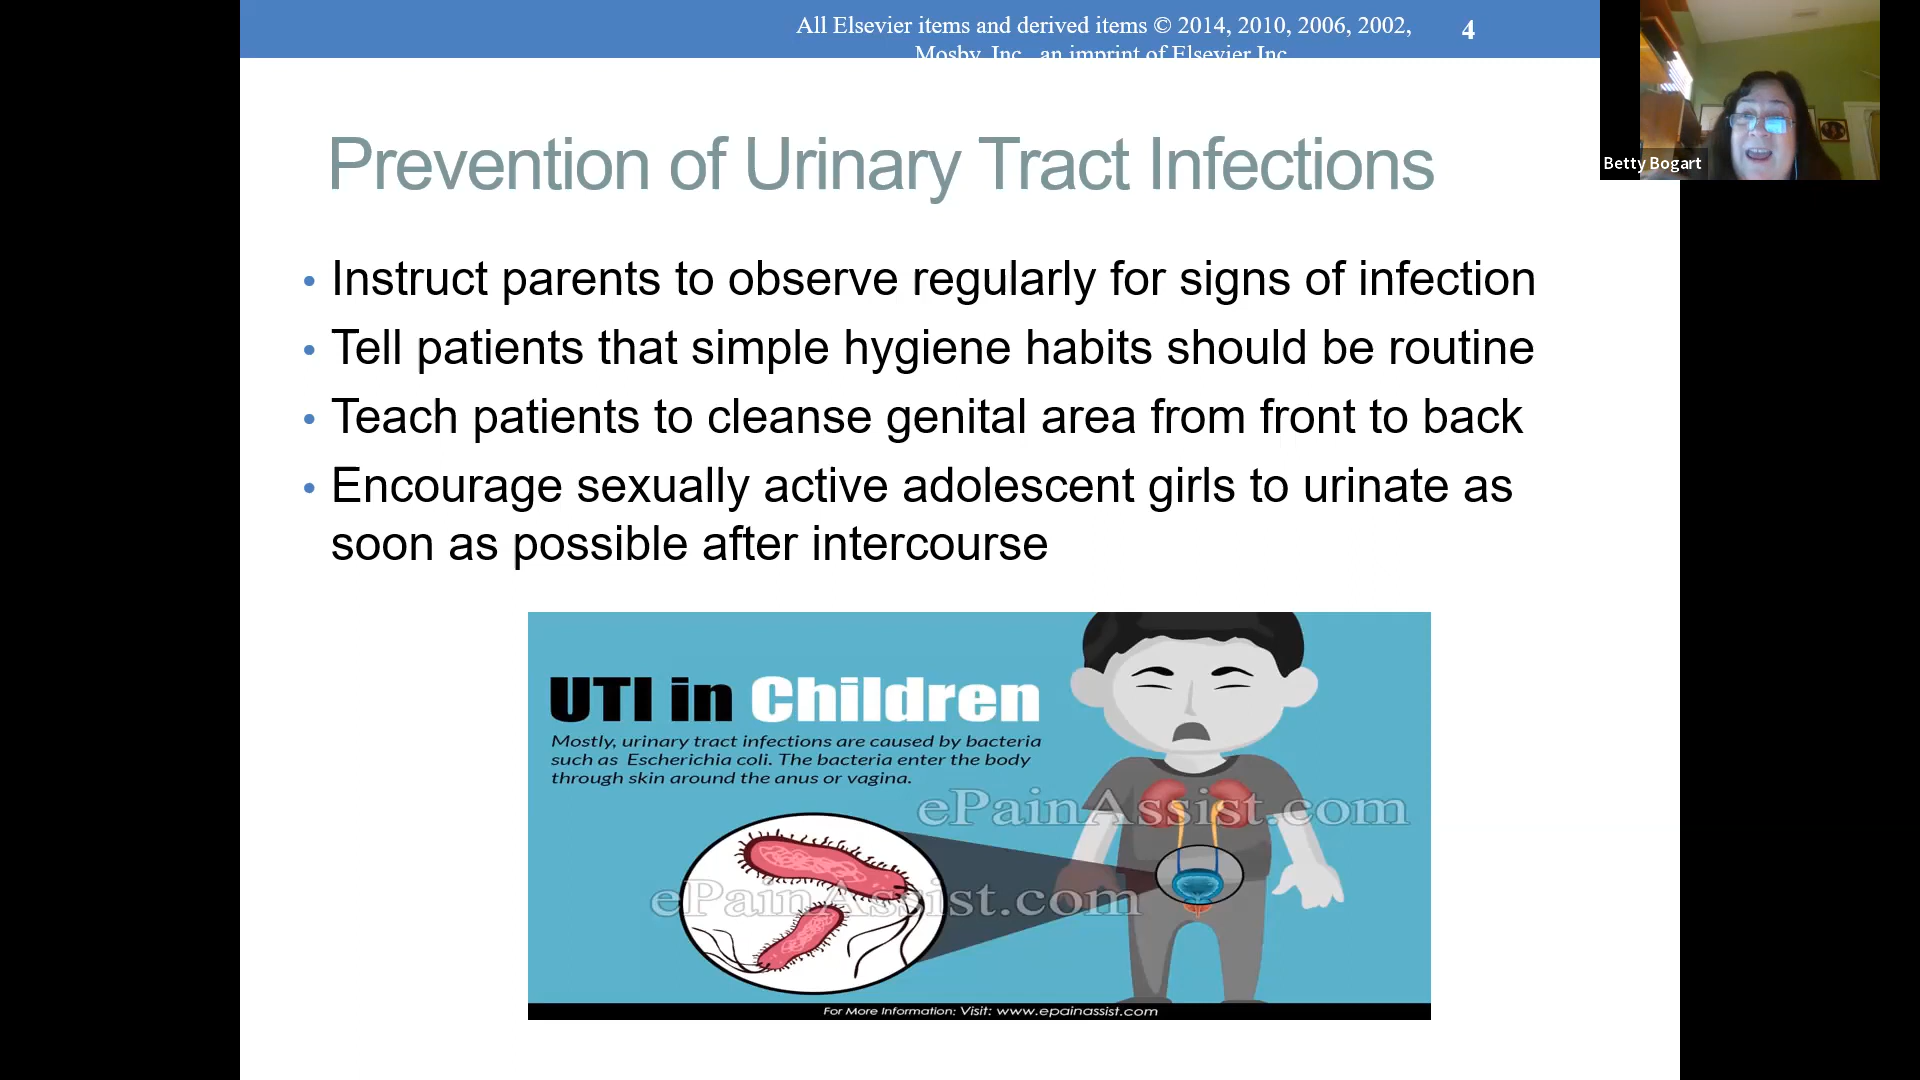 All Elsevier items and derived items © 2014, 2010, 2006, 2002,
Mosby, Inc., an imprint of Elsevier Inc.
4
Betty Bogart
Prevention of Urinary Tract Infections
• Instruct parents to observe regularly for signs of infection
• Tell patients that simple hygiene habits should be routine
• Teach patients to cleanse genital area from front to back
• Encourage sexually active adolescent girls to urinate as
soon as possible after intercourse
UTI in Children
Mostly, urinary tract infections are caused by bacteria
such as Escherichia coli. The bacteria enter the body
through skin around the anus or vagina.
ePainAssist.com
ePainAssist.com
For More Information: Visit: www.epainassist.com